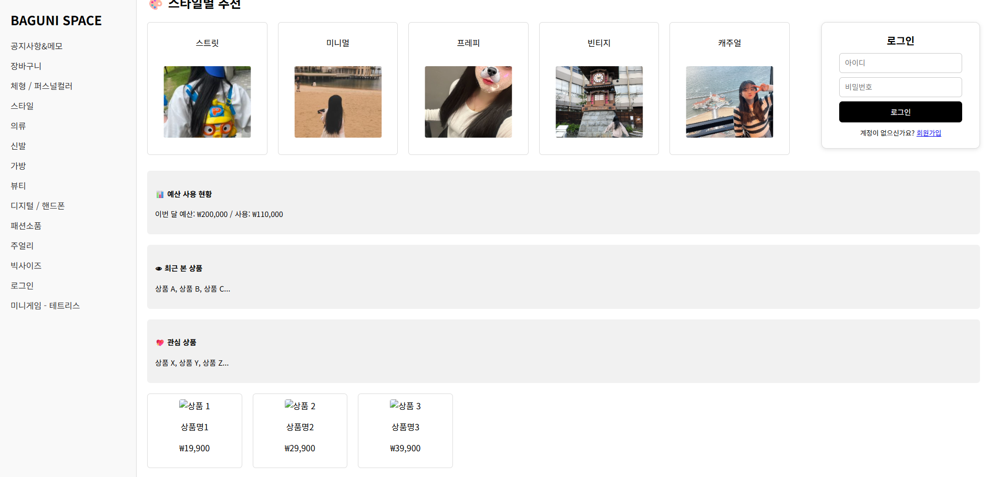 BAGUNI SPACE
공지사항&메모
장바구니
체형 / 퍼스널컬러
스타일
의류
신발
가방
뷰티
디지털 / 핸드폰
패션소품
주얼리
빅사이즈
로그인
미니게임 - 테트리스
스타일별 추천
스트릿
미니멀
프레피
빈티지
캐주얼
P
로그인
아이디
비밀번호
로그인
계정이 없으신가요? 회원가입
예산 사용 현황
이번 달 예산: ₩200,000 / 사용: ₩110,000
최근 본 상품
상품 A, 상품 B, 상품 C...
관심 상품
상품 X, 상품 Y, 상품 Z...
상품 1
상품명1
₩19,900
상품 2
상품명2
₩29,900
상품 3
상품명3
₩39,900